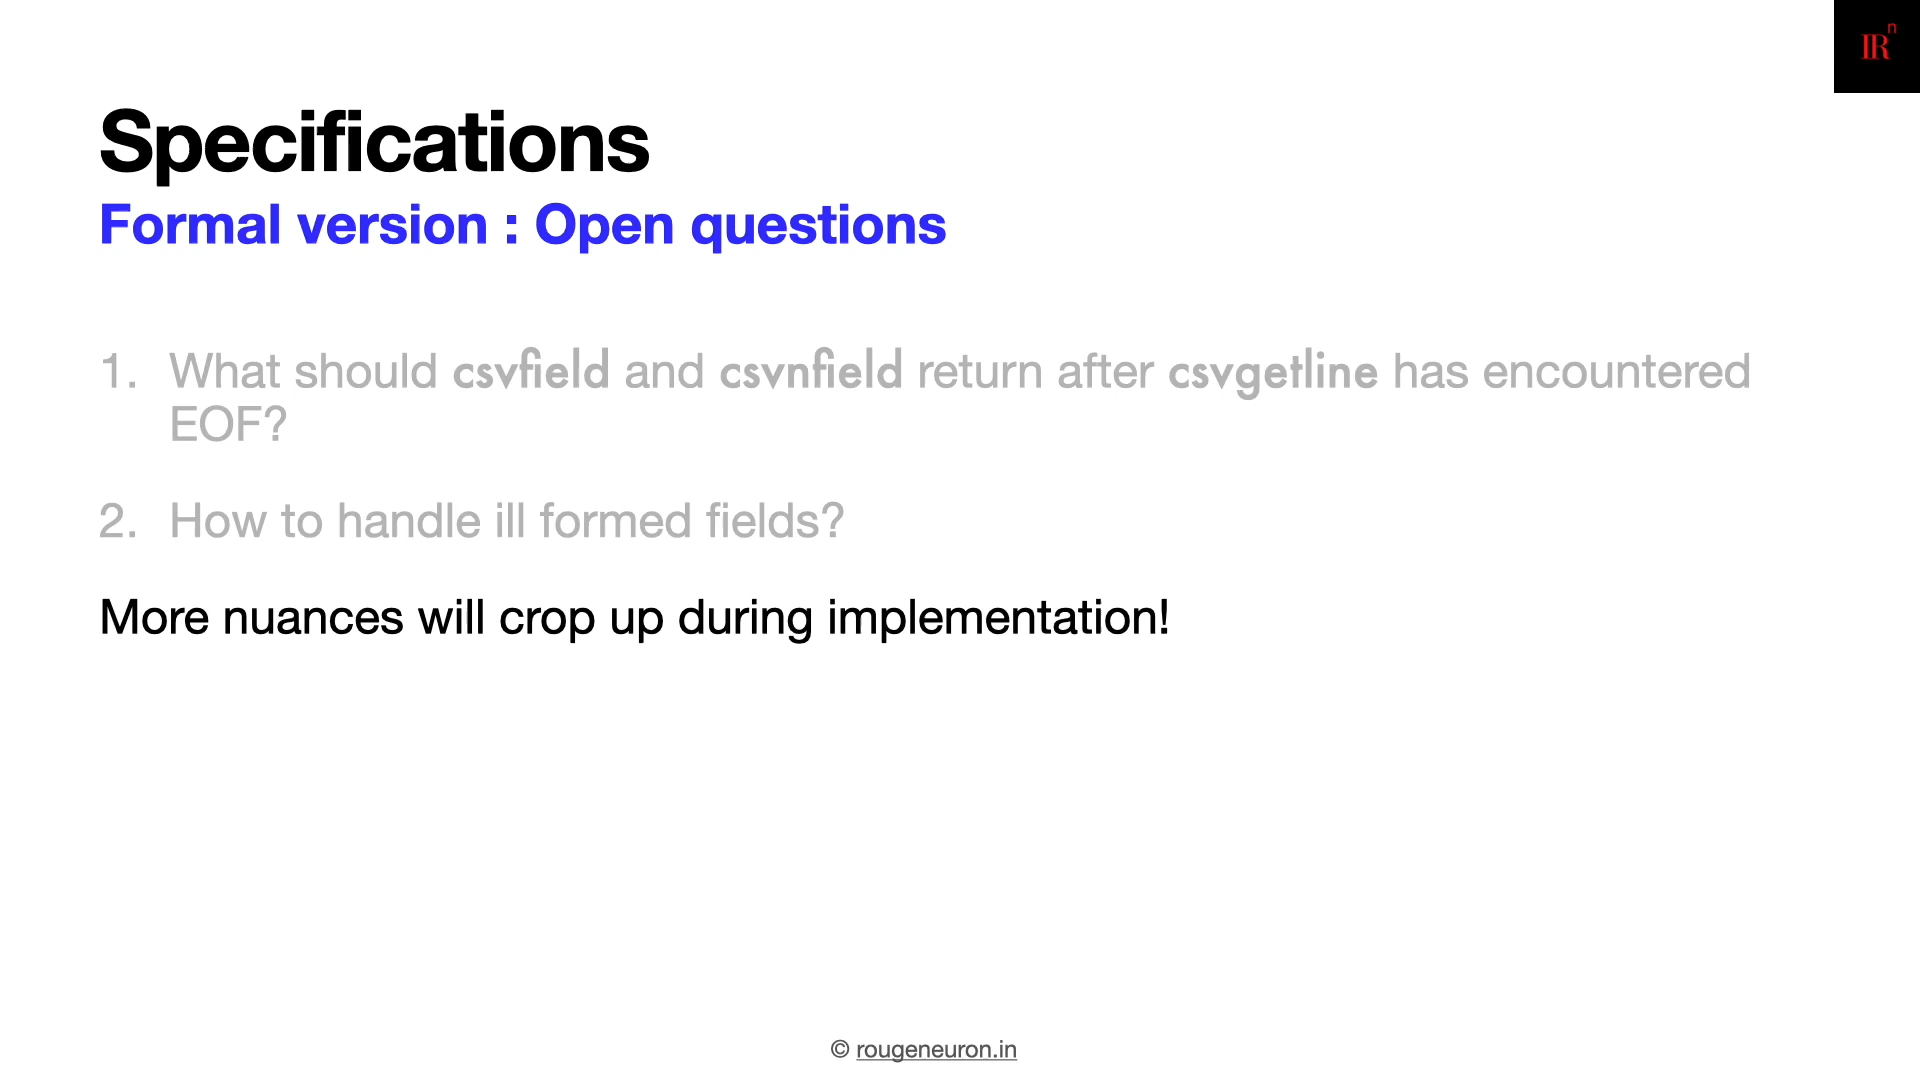 IRn
Specifications
Formal version : Open questions
1. What should csvfield and csvnfield return after csvgetline has encountered
EOF?
2. How to handle ill formed fields?
More nuances will crop up during implementation!
© rougeneuron.in